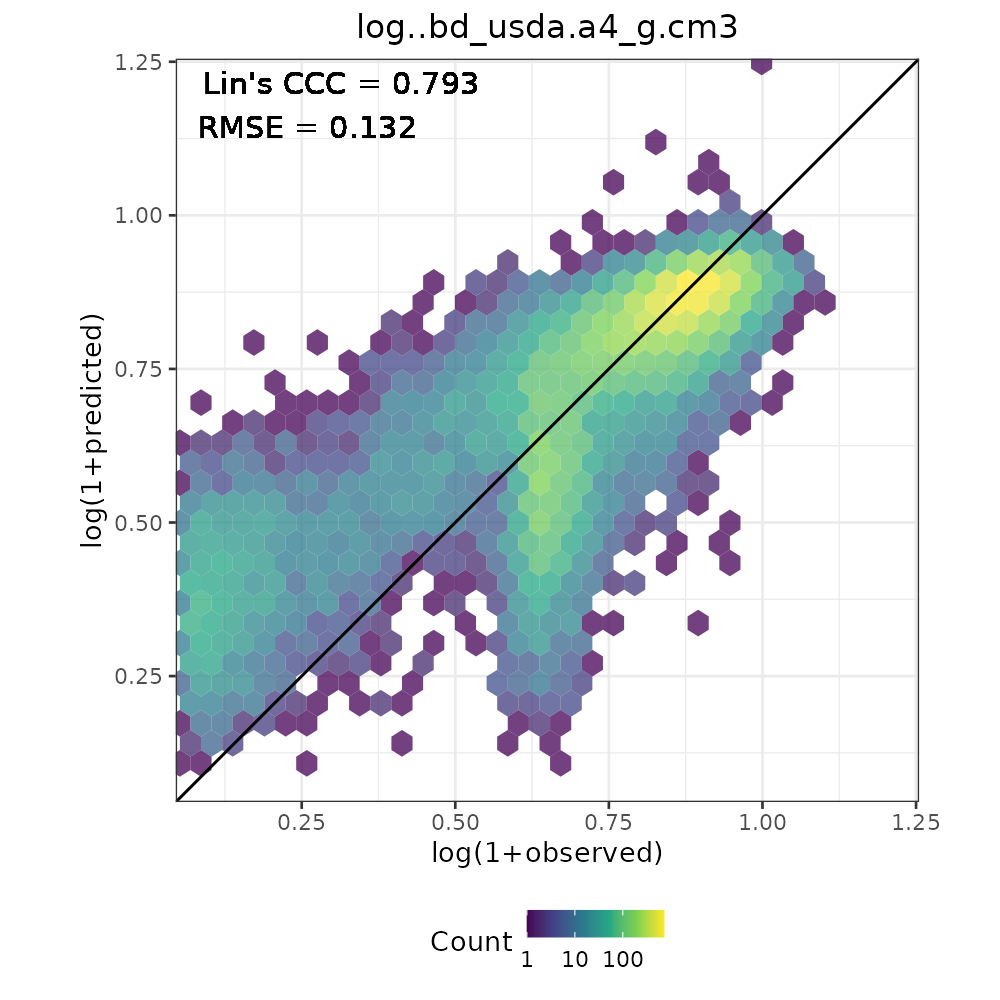 log..bd_usda.a4_g.cm3
Lin's CCC = 0.793
RMSE = 0.132
1.25
1.00
0.75
0.50
0.25
log(1+predicted)
0.25 0.50 0.75 1.00 1.25
log(1+observed)
Count
1 10 100